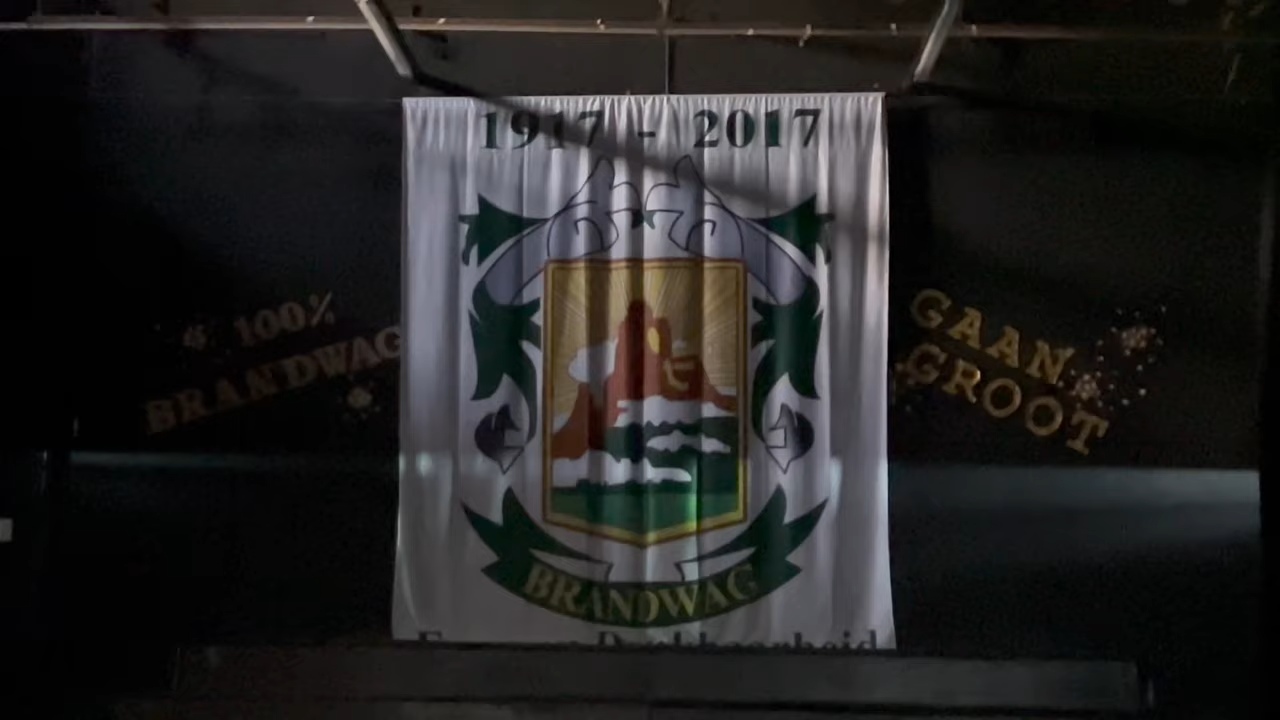 1917 - 2017
100%
BRANDWAG
GAAN
GROOT
BRANDWAG